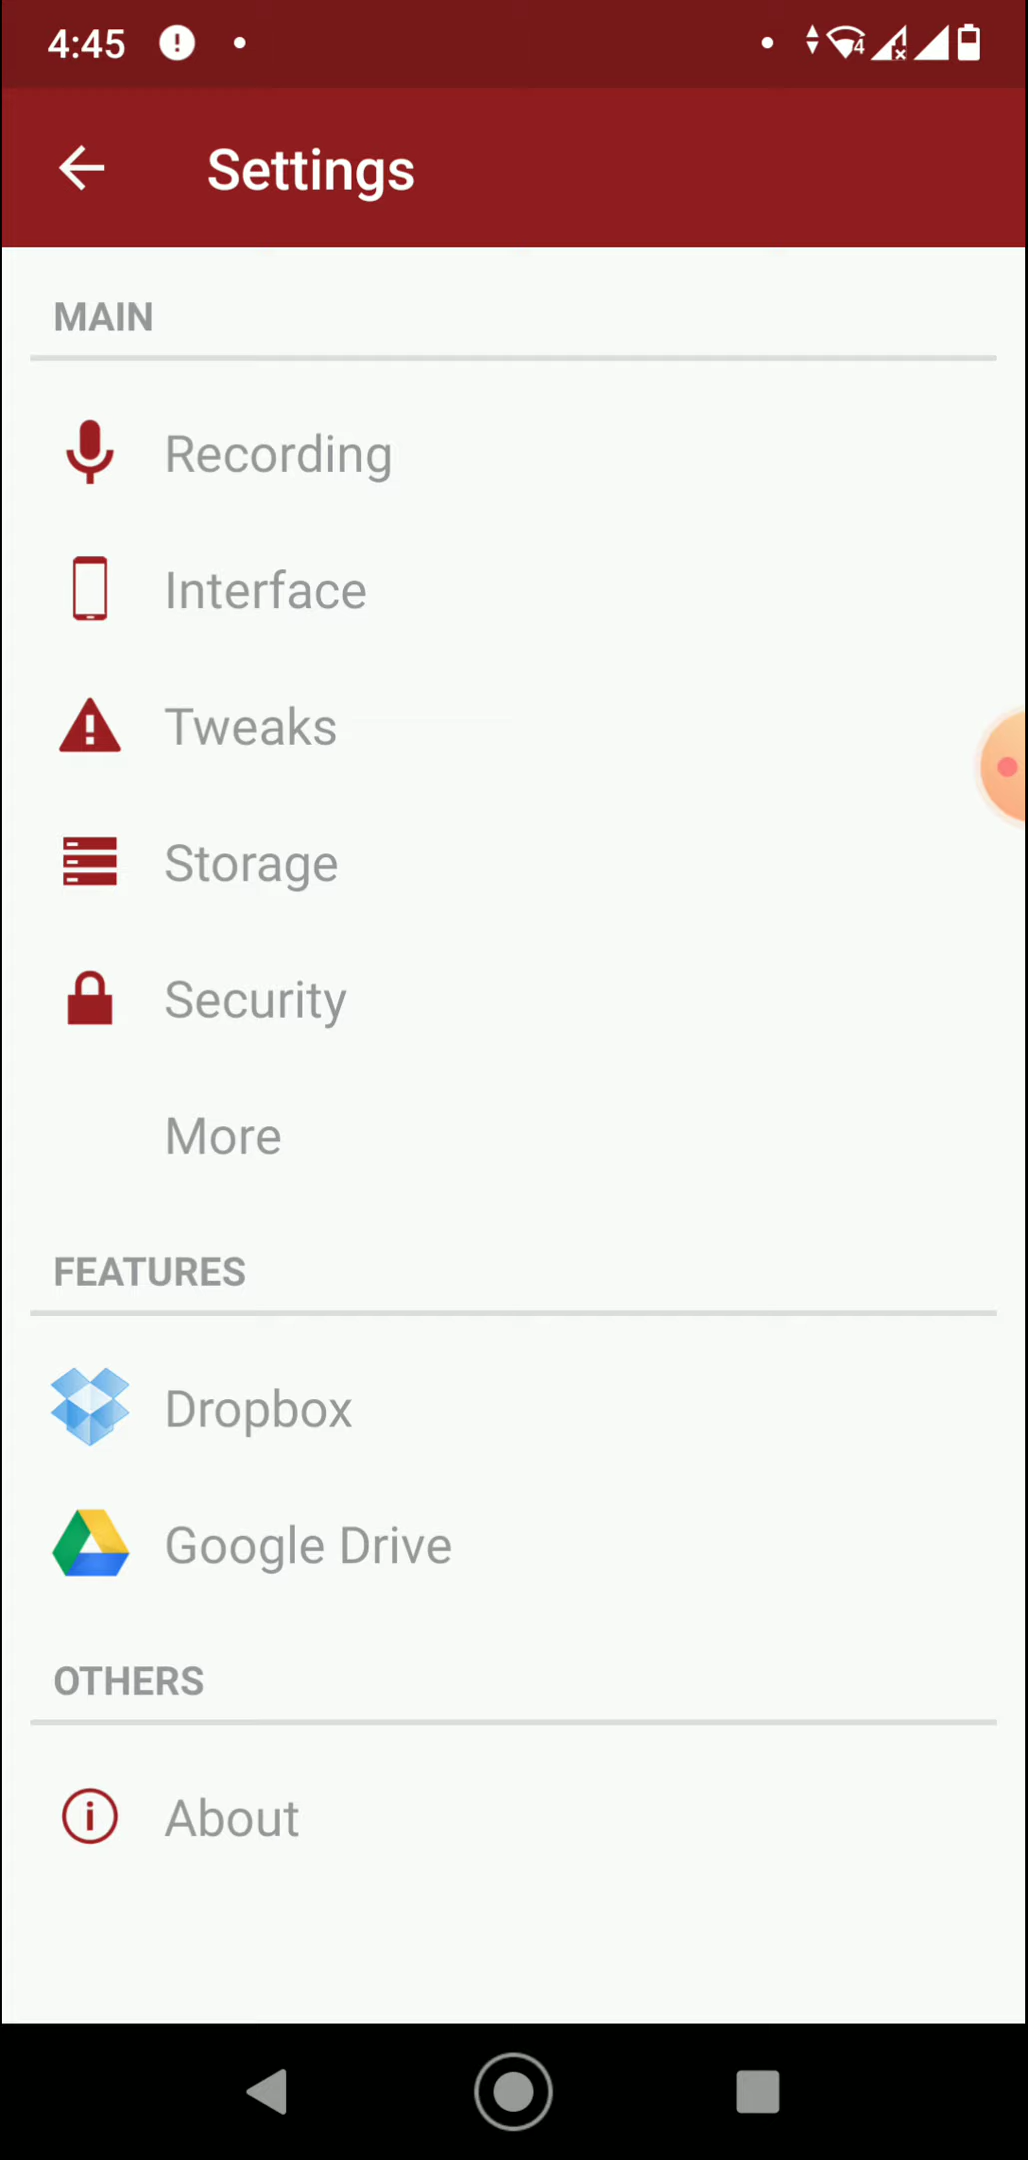 4:45
Settings
MAIN
Recording
Interface
Tweaks
Storage
Security
More
FEATURES
Dropbox
Google Drive
OTHERS
About